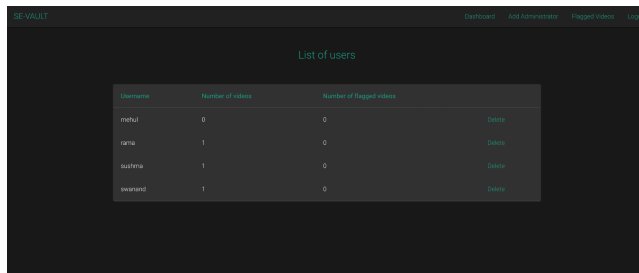 SE-VAULT Dashboard Add Administrator Flagged Videos
List of users
Username Number of videos Number of flagged videos
mehul 0 0 Delete
rama 1 0 Delete
sushma 1 0 Delete
swanand 1 0 Delete